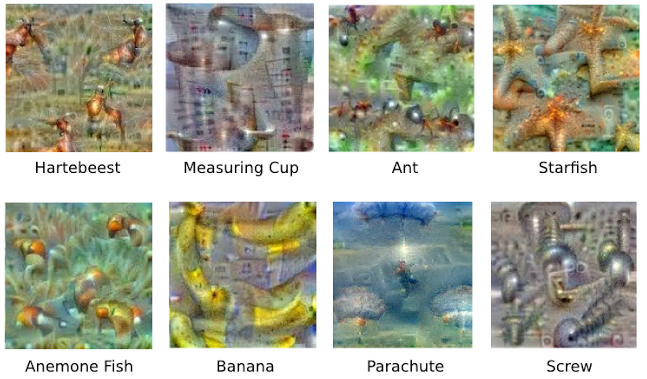 Hartebeest
Measuring Cup
Ant
Starfish
Anemone Fish
Banana
Parachute
Screw